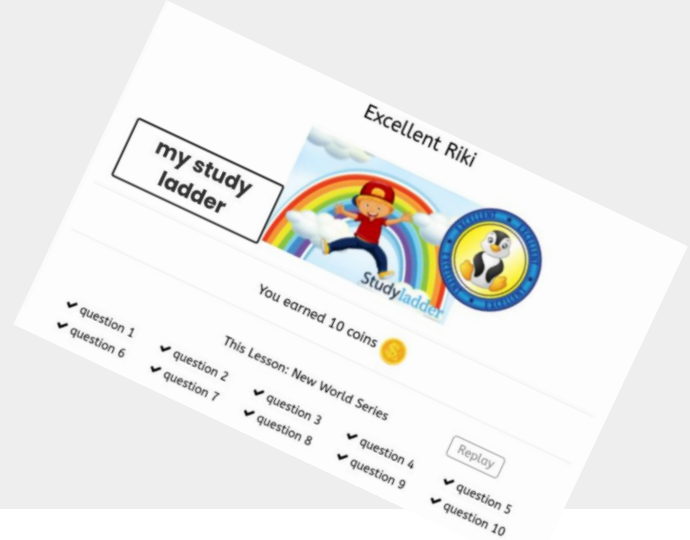 Excellent Riki
my study
ladder
Studyladder
You earned 10 coins
This Lesson: New World Series
Replay
question 1
question 2
question 3
question 4
question 5
question 6
question 7
question 8
question 9
question 10